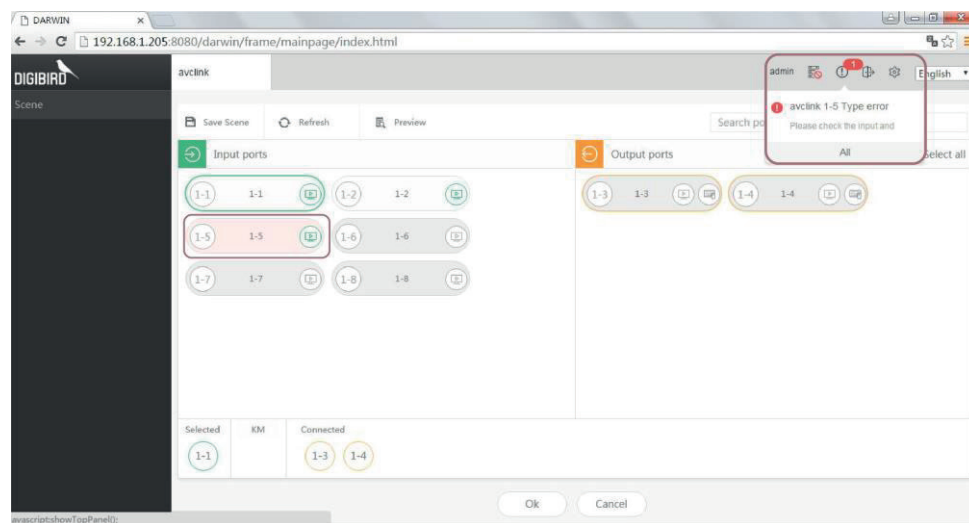 DARWIN
192.168.1.205:8080/darwin/frame/mainpage/index.html
DIGIBIRD
avclink
admin
1
English
Scene
avclink 1-5 Type error
Please check the input and
All
Save Scene Refresh Preview
Search po
Select all
Input ports
Output ports
1-1 1-1 1-2 1-2
1-3 1-3 1-4 1-4
1-5 1-5 1-6 1-6
1-7 1-7 1-8 1-8
Selected KM Connected
1-1 1-3 1-4
Ok Cancel
avascript:showTopPanel();